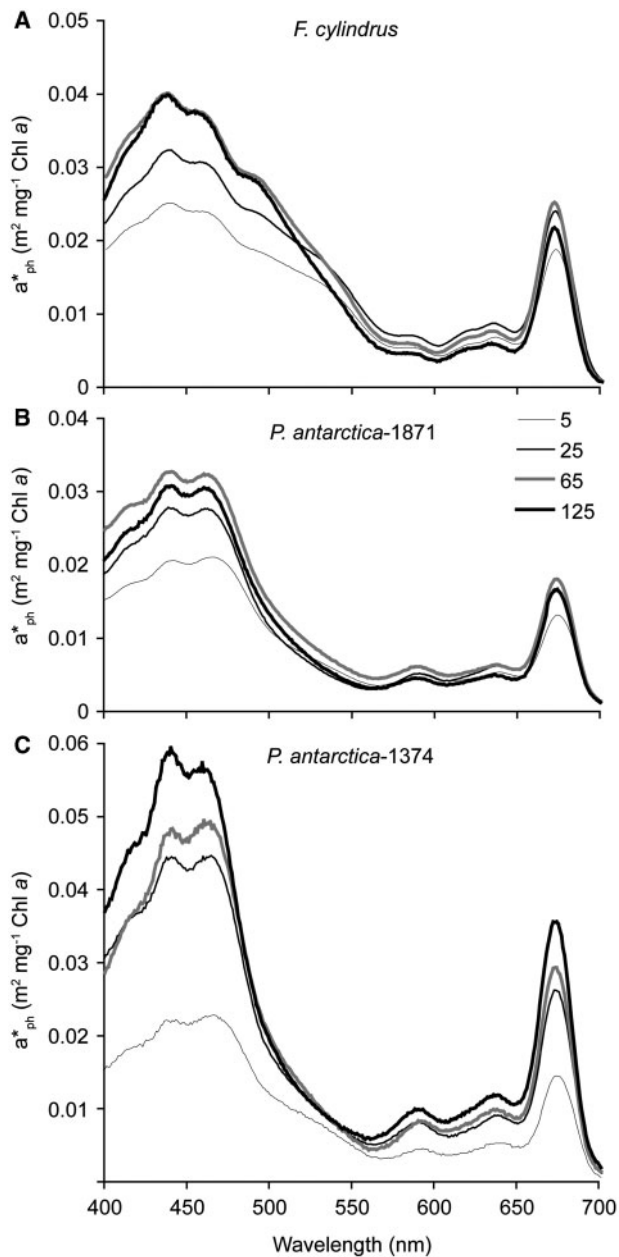 A
F. cylindrus
a*ph (m² mg⁻¹ Chl a)
0.05
0.04
0.03
0.02
0.01
0
B
P. antarctica-1871
a*ph (m² mg⁻¹ Chl a)
0.04
0.03
0.02
0.01
0
5
25
65
125
C
P. antarctica-1374
a*ph (m² mg⁻¹ Chl a)
0.06
0.05
0.04
0.03
0.02
0.01
400 450 500 550 600 650 700
Wavelength (nm)